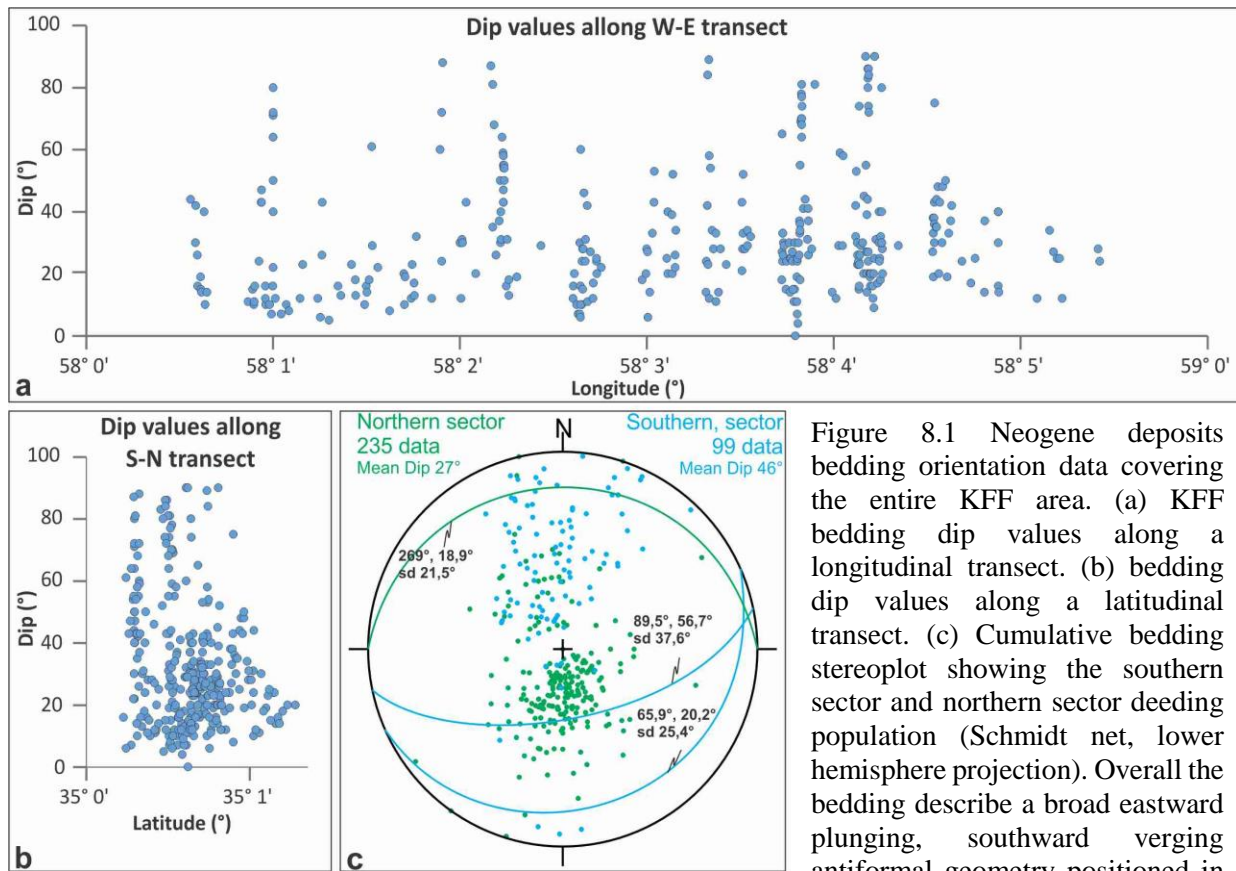 Dip values allong W-E transect
100
80
60
40
20
0
Dip (°)
58° 0'
58° 1'
58° 2'
58° 3'
58° 4'
58° 5'
59° 0'
Longitude (°)
a
Dip values allong
S-N transect
100
80
60
40
20
0
Dip (°)
35° 0'
35° 1'
Latitude (°)
b
Northern sector
235 data
Mean Dip 27°
N
Southern, sector
99 data
Mean Dip 46°
269°, 18,9°
sd 21,5°
89,5°, 56,7°
sd 37,6°
65,9°, 20,2°
sd 25,4°
c
Figure 8.1 Neogene deposits
bedding orientation data covering
the entire KFF area. (a) KFF
bedding dip values along a
longitudinal transect. (b) bedding
dip values along a latitudinal
transect. (c) Cumulative bedding
stereoplot showing the southern
sector and northern sector deeding
population (Schmidt net, lower
hemisphere projection). Overall the
bedding describe a broad eastward
plunging, southward verging
antiformal geometry positioned in